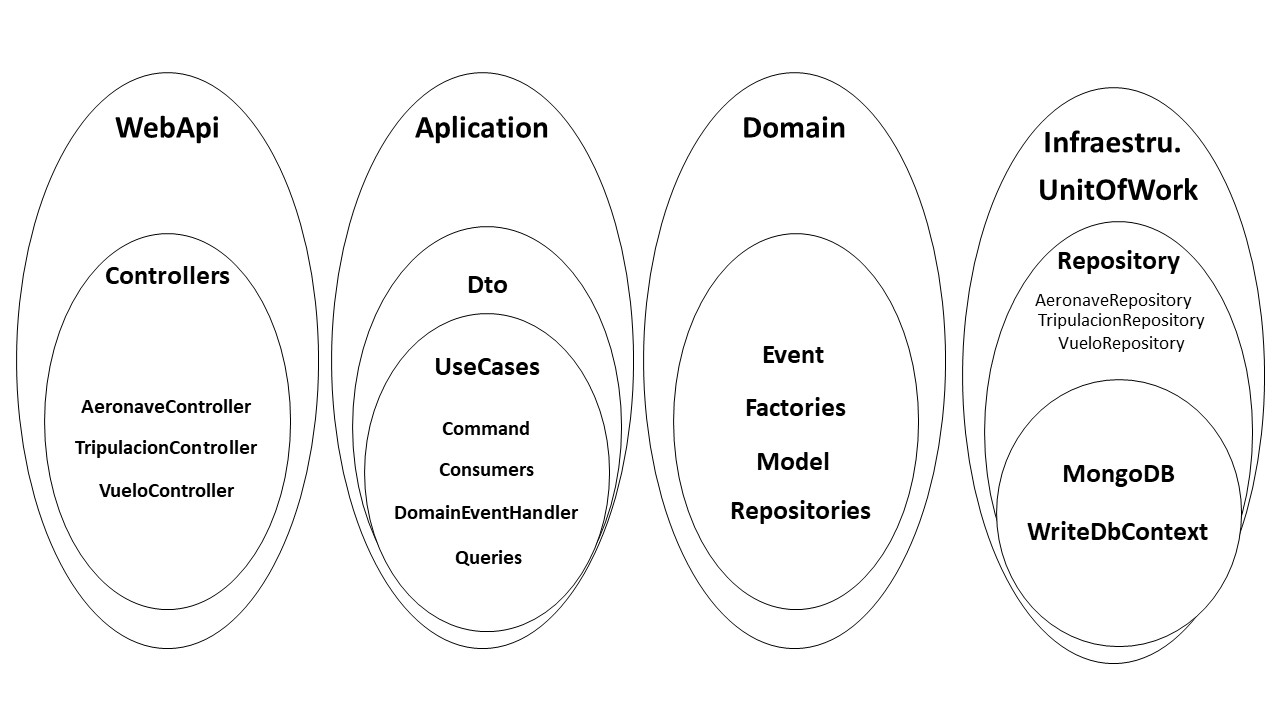 WebApi
Controllers
AeronaveController
TripulacionController
VueloController
Aplication
Dto
UseCases
Command
Consumers
DomainEventHandler
Queries
Domain
Event
Factories
Model
Repositories
Infraestru.
UnitOfWork
Repository
AeronaveRepository
TripulacionRepository
VueloRepository
MongoDB
WriteDbContext